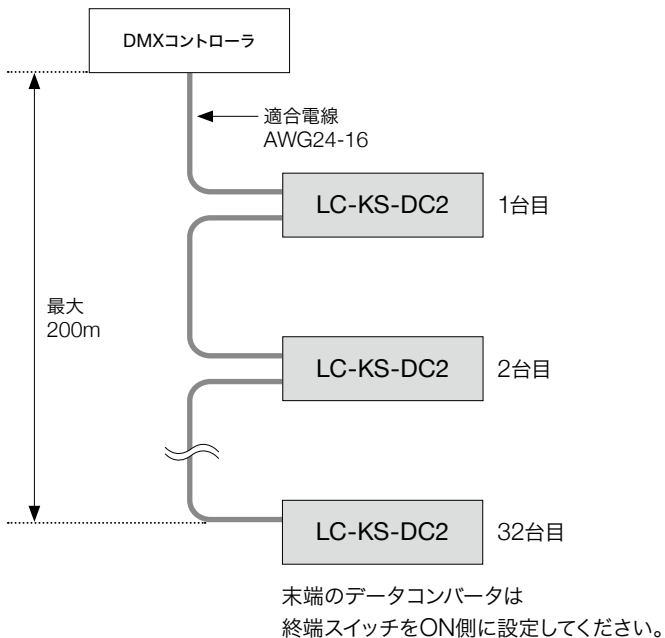 DMXコントローラ
適合電線
AWG24-16
LC-KS-DC2
1台目
最大
200m
LC-KS-DC2
2台目
LC-KS-DC2
32台目
末端のデータコンバータは
終端スイッチをON側に設定してください。